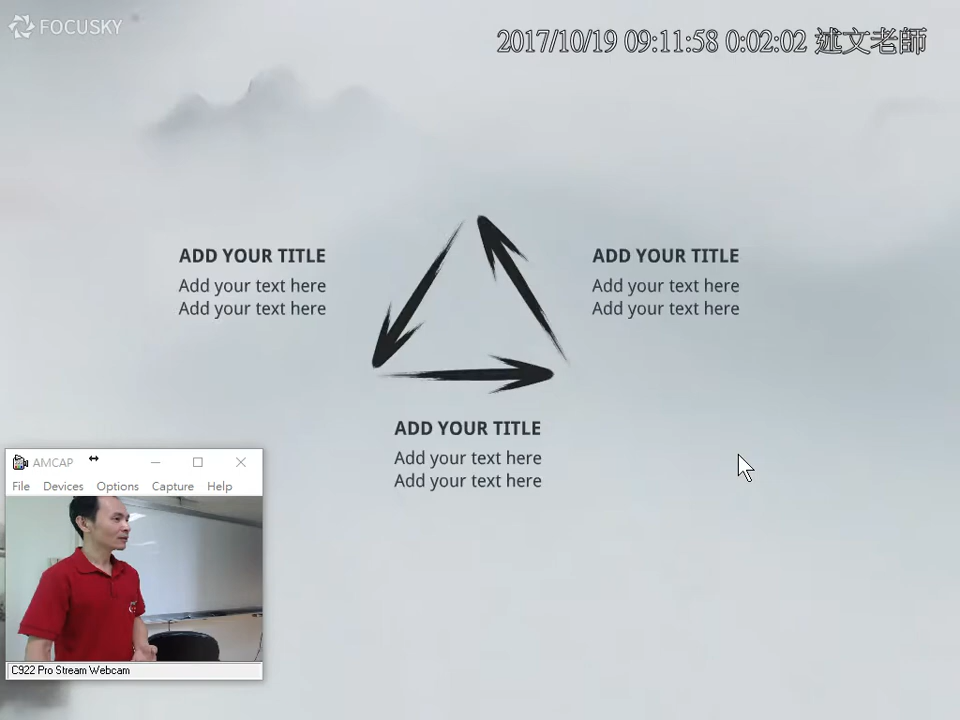 FOCUSKY
2017/10/19 09:11:58 0:02:02 述文老師
ADD YOUR TITLE
Add your text here
Add your text here
ADD YOUR TITLE
Add your text here
Add your text here
ADD YOUR TITLE
Add your text here
Add your text here
AMCAP
File Devices Options Capture Help
C922 Pro Stream Webcam